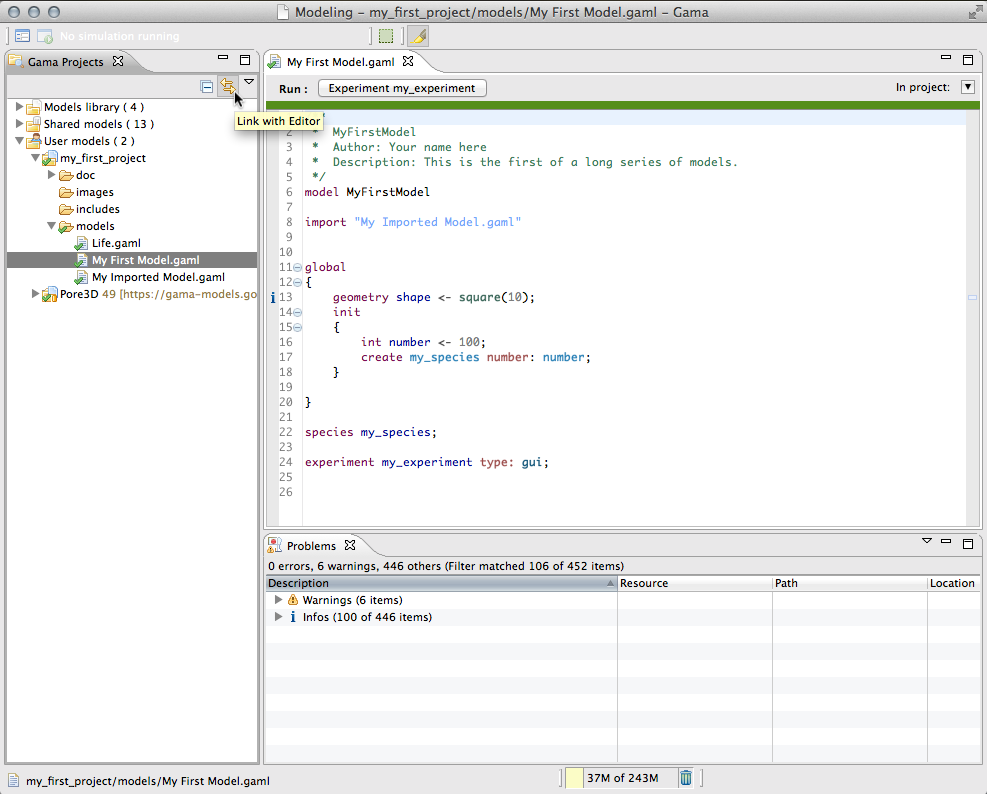 Modeling - my_first_project/models/My First Model.gaml - Gama
No simulation running
Gama Projects
Link with Editor
Models library ( 4 )
Shared models ( 13 )
User models ( 2 )
my_first_project
doc
images
includes
models
Life.gaml
My First Model.gaml
My Imported Model.gaml
Pore3D 49 [https://gama-models.go
My First Model.gaml
Run : Experiment my_experiment In project:
2 * MyFirstModel
3 * Author: Your name here
4 * Description: This is the first of a long series of models.
5 */
6 model MyFirstModel
7
8 import "My Imported Model.gaml"
9
10
11 global
12 {
13 geometry shape <- square(10);
14 init
15 {
16 int number <- 100;
17 create my_species number: number;
18 }
19
20 }
21
22 species my_species;
23
24 experiment my_experiment type: gui;
25
26
Problems
0 errors, 6 warnings, 446 others (Filter matched 106 of 452 items)
Description Resource Path Location
Warnings (6 items)
i Infos (100 of 446 items)
my_first_project/models/My First Model.gaml 37M of 243M